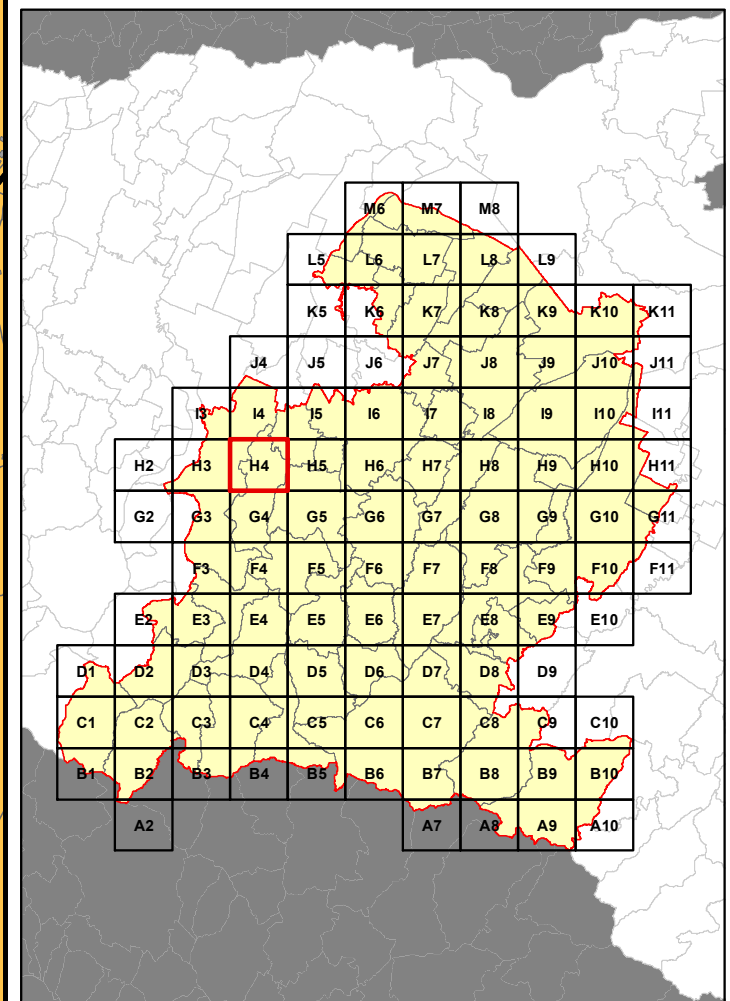 M6 M7 M8
L5 L6 L7 L8 L9
K5 K6 K7 K8 K9 K10 K11
J4 J5 J6 J7 J8 J9 J10 J11
I3 I4 I5 I6 I7 I8 I9 I10 I11
H2 H3 H4 H5 H6 H7 H8 H9 H10 H11
G2 G3 G4 G5 G6 G7 G8 G9 G10 G11
F3 F4 F5 F6 F7 F8 F9 F10 F11
E2 E3 E4 E5 E6 E7 E8 E9 E10
D1 D2 D3 D4 D5 D6 D7 D8 D9
C1 C2 C3 C4 C5 C6 C7 C8 C9 C10
B1 B2 B3 B4 B5 B6 B7 B8 B9 B10
A2 A7 A8 A9 A10